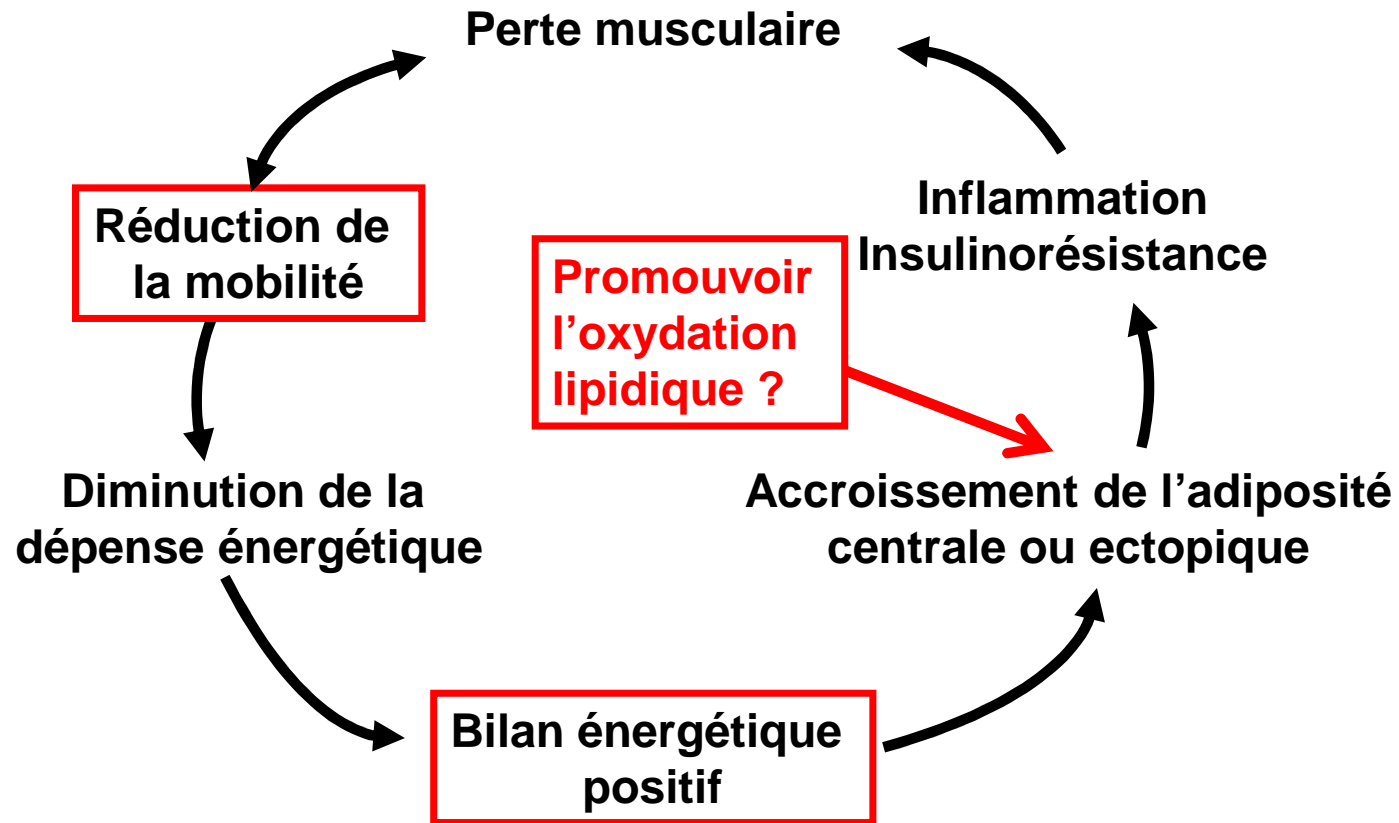 Perte musculaire
Réduction de
la mobilité
Inflammation
Insulinorésistance
Promouvoir
l’oxydation
lipidique ?
Diminution de la
dépense énergétique
Accroissement de l’adiposité
centrale ou ectopique
Bilan énergétique
positif